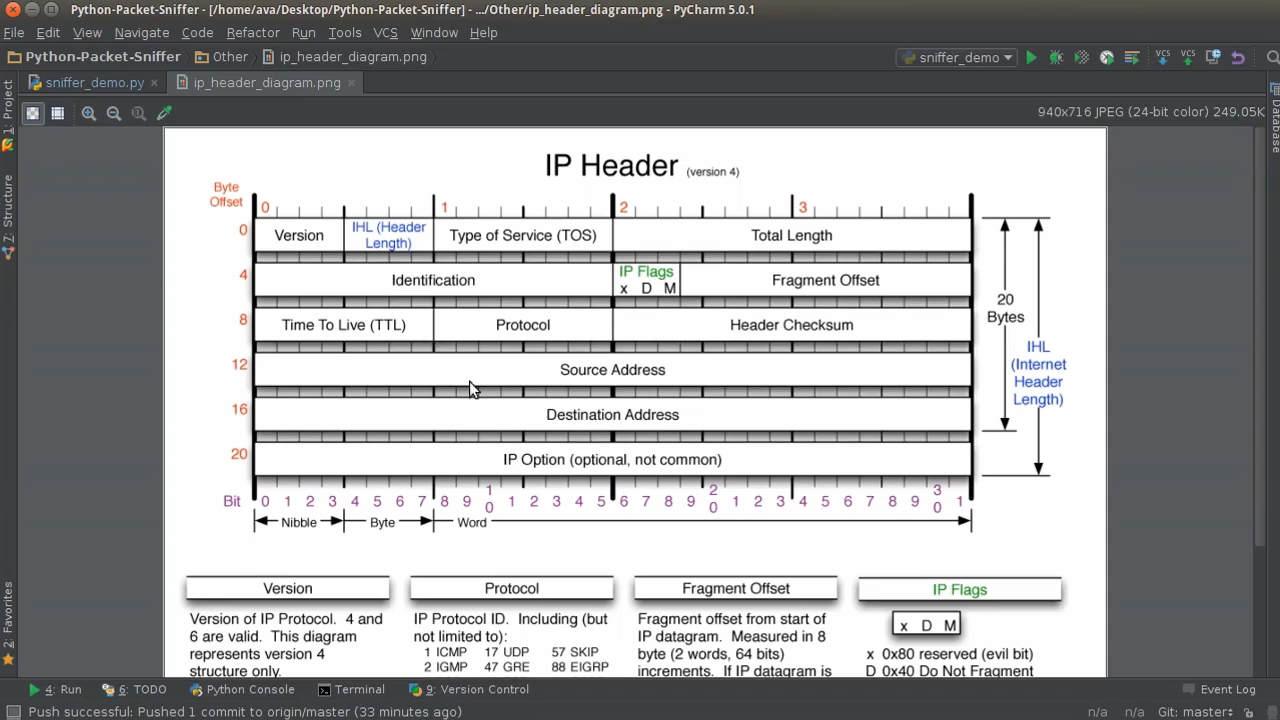 Python-Packet-Sniffer - [/home/ava/Desktop/Python-Packet-Sniffer] - .../Other/ip_header_diagram.png - PyCharm 5.0.1
File Edit View Navigate Code Refactor Run Tools VCS Window Help
Python-Packet-Sniffer Other ip_header_diagram.png sniffer_demo VCS VCS
sniffer_demo.py ip_header_diagram.png
940x716 JPEG (24-bit color) 249.05K
1: Project
7: Structure
2: Favorites
Database
IP Header (version 4)
Byte
Offset
0 1 2 3
0 Version IHL (Header
Length) Type of Service (TOS) Total Length
4 Identification IP Flags
x D M Fragment Offset
8 Time To Live (TTL) Protocol Header Checksum
12 Source Address
16 Destination Address
20 IP Option (optional, not common)
20
Bytes
IHL
(Internet
Header
Length)
Bit 0 1 2 3 4 5 6 7 8 9 10 1 2 3 4 5 6 7 8 9 20 1 2 3 4 5 6 7 8 9 30 1
Nibble Byte Word
Version
Version of IP Protocol. 4 and
6 are valid. This diagram
represents version 4
structure only.
Protocol
IP Protocol ID. Including (but
not limited to):
1 ICMP 17 UDP 57 SKIP
2 IGMP 47 GRE 88 EIGRP
Fragment Offset
Fragment offset from start of
IP datagram. Measured in 8
byte (2 words, 64 bits)
increments. If IP datagram is
IP Flags
x D M
x 0x80 reserved (evil bit)
D 0x40 Do Not Fragment
4: Run 6: TODO Python Console Terminal 9: Version Control Event Log
Push successful: Pushed 1 commit to origin/master (33 minutes ago) n/a n/a Git: master